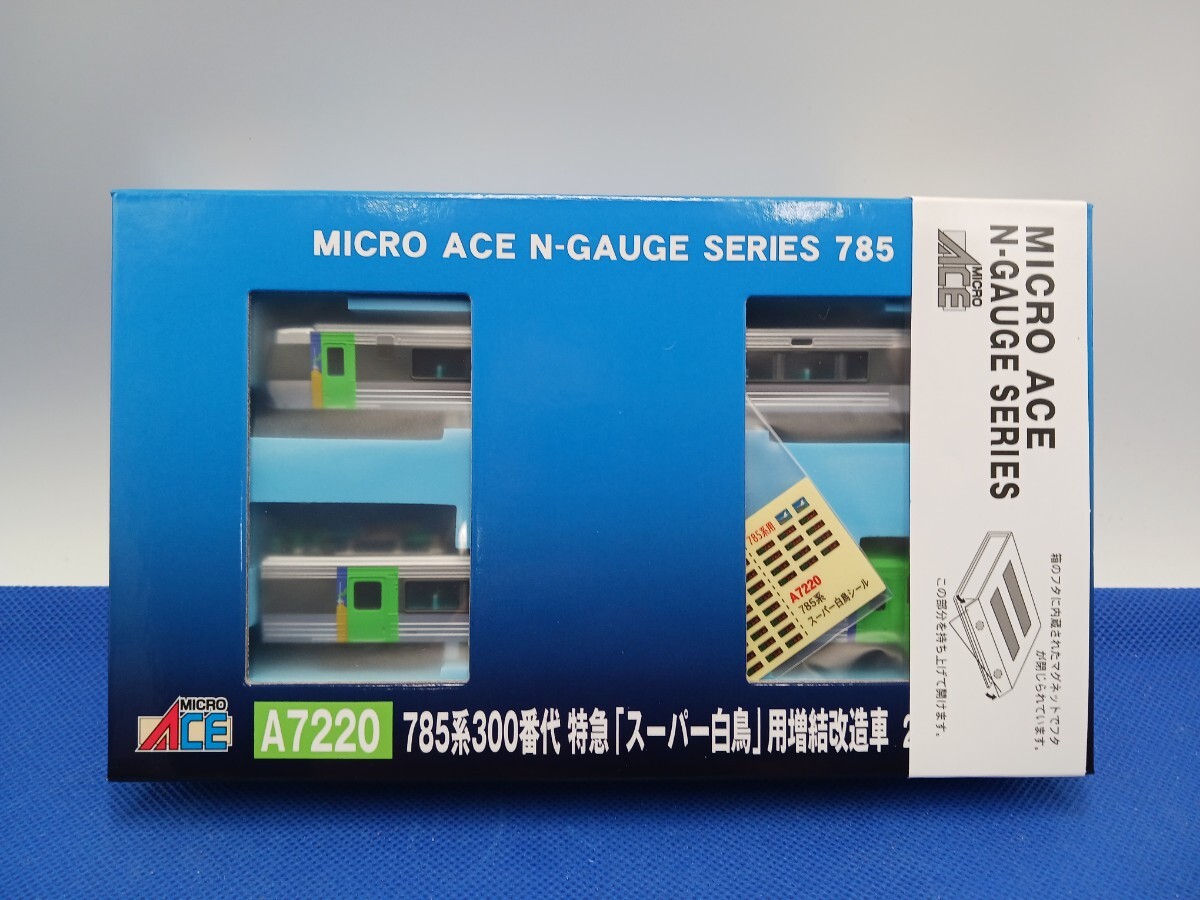 MICRO ACE N-GAUGE SERIES 785
MICRO ACE
N-GAUGE SERIES
MICRO
ACE
箱のフタに内蔵されたマグネットでフタ
が閉じられています。
この部分を持ち上げて開けます。
785系用
A7220
785系
スーパー白鳥シール
MICRO
ACE
A7220
785系300番代 特急「スーパー白鳥」用増結改造車 2